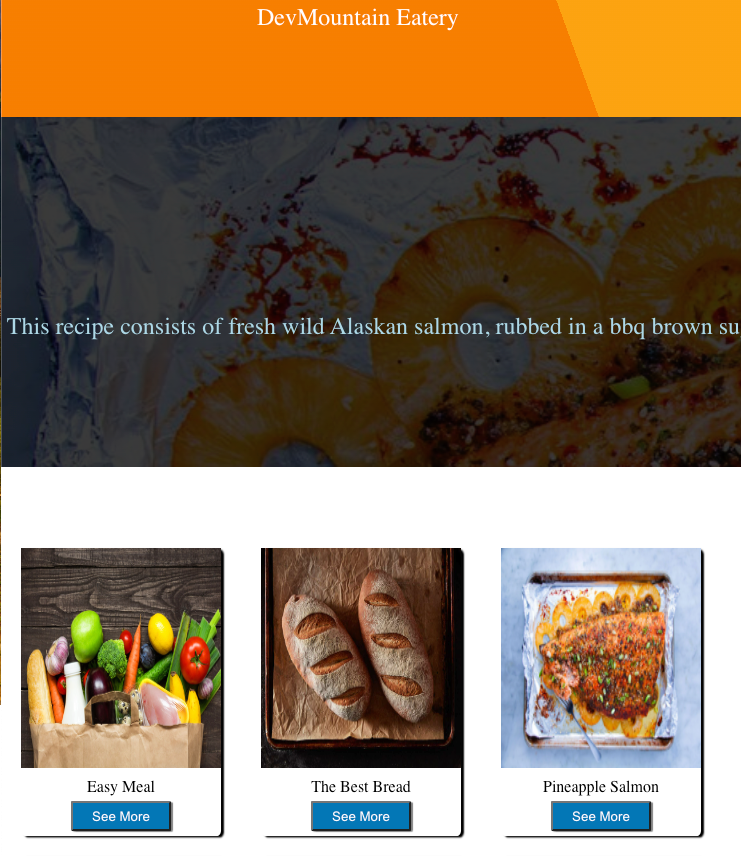 DevMountain Eatery
This recipe consists of fresh wild Alaskan salmon, rubbed in a bbq brown su
Easy Meal
The Best Bread
Pineapple Salmon
See More
See More
See More